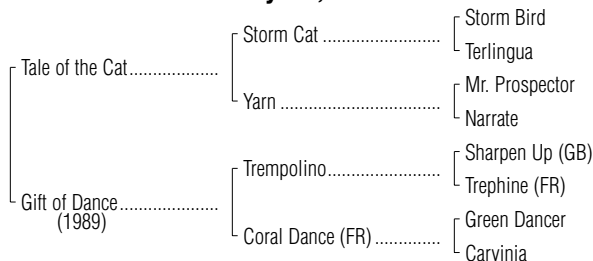 Storm Bird
Storm Cat
Terlingua
Tale of the Cat
Mr. Prospector
Yarn
Narrate
Sharpen Up (GB)
Trempolino
Trephine (FR)
Gift of Dance
(1989)
Green Dancer
Coral Dance (FR)
Carvinia